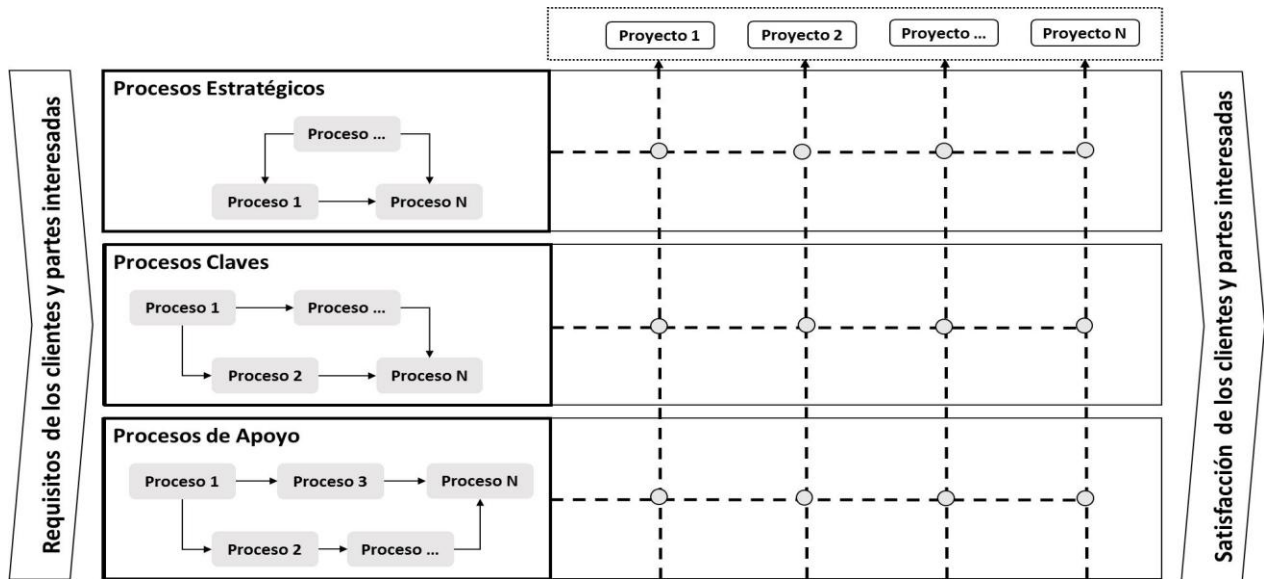 Proyecto 1
Proyecto 2
Proyecto ...
Proyecto N
Requisitos de los clientes y partes interesadas
Procesos Estratégicos
Proceso ...
Proceso 1
Proceso N
Procesos Claves
Proceso 1
Proceso ...
Proceso 2
Proceso N
Procesos de Apoyo
Proceso 1
Proceso 3
Proceso N
Proceso 2
Proceso ...
Satisfacción de los clientes y partes interesadas